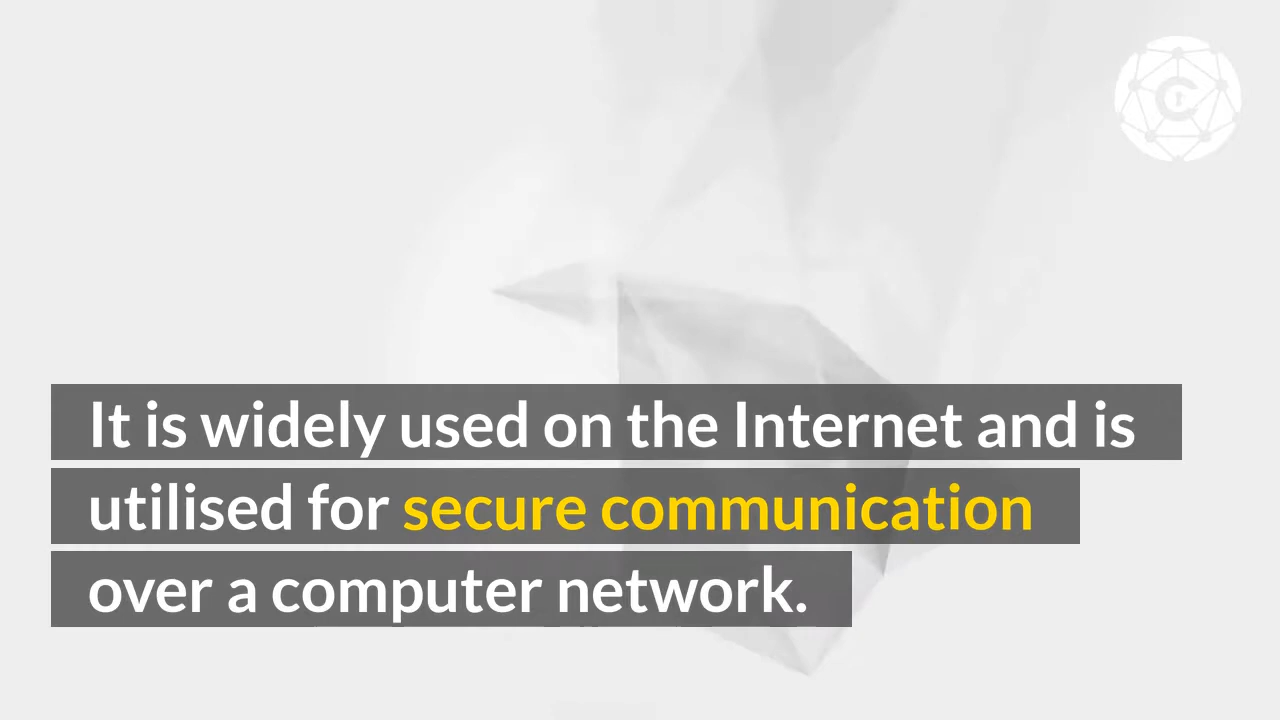 It is widely used on the Internet and is
utilised for secure communication
over a computer network.